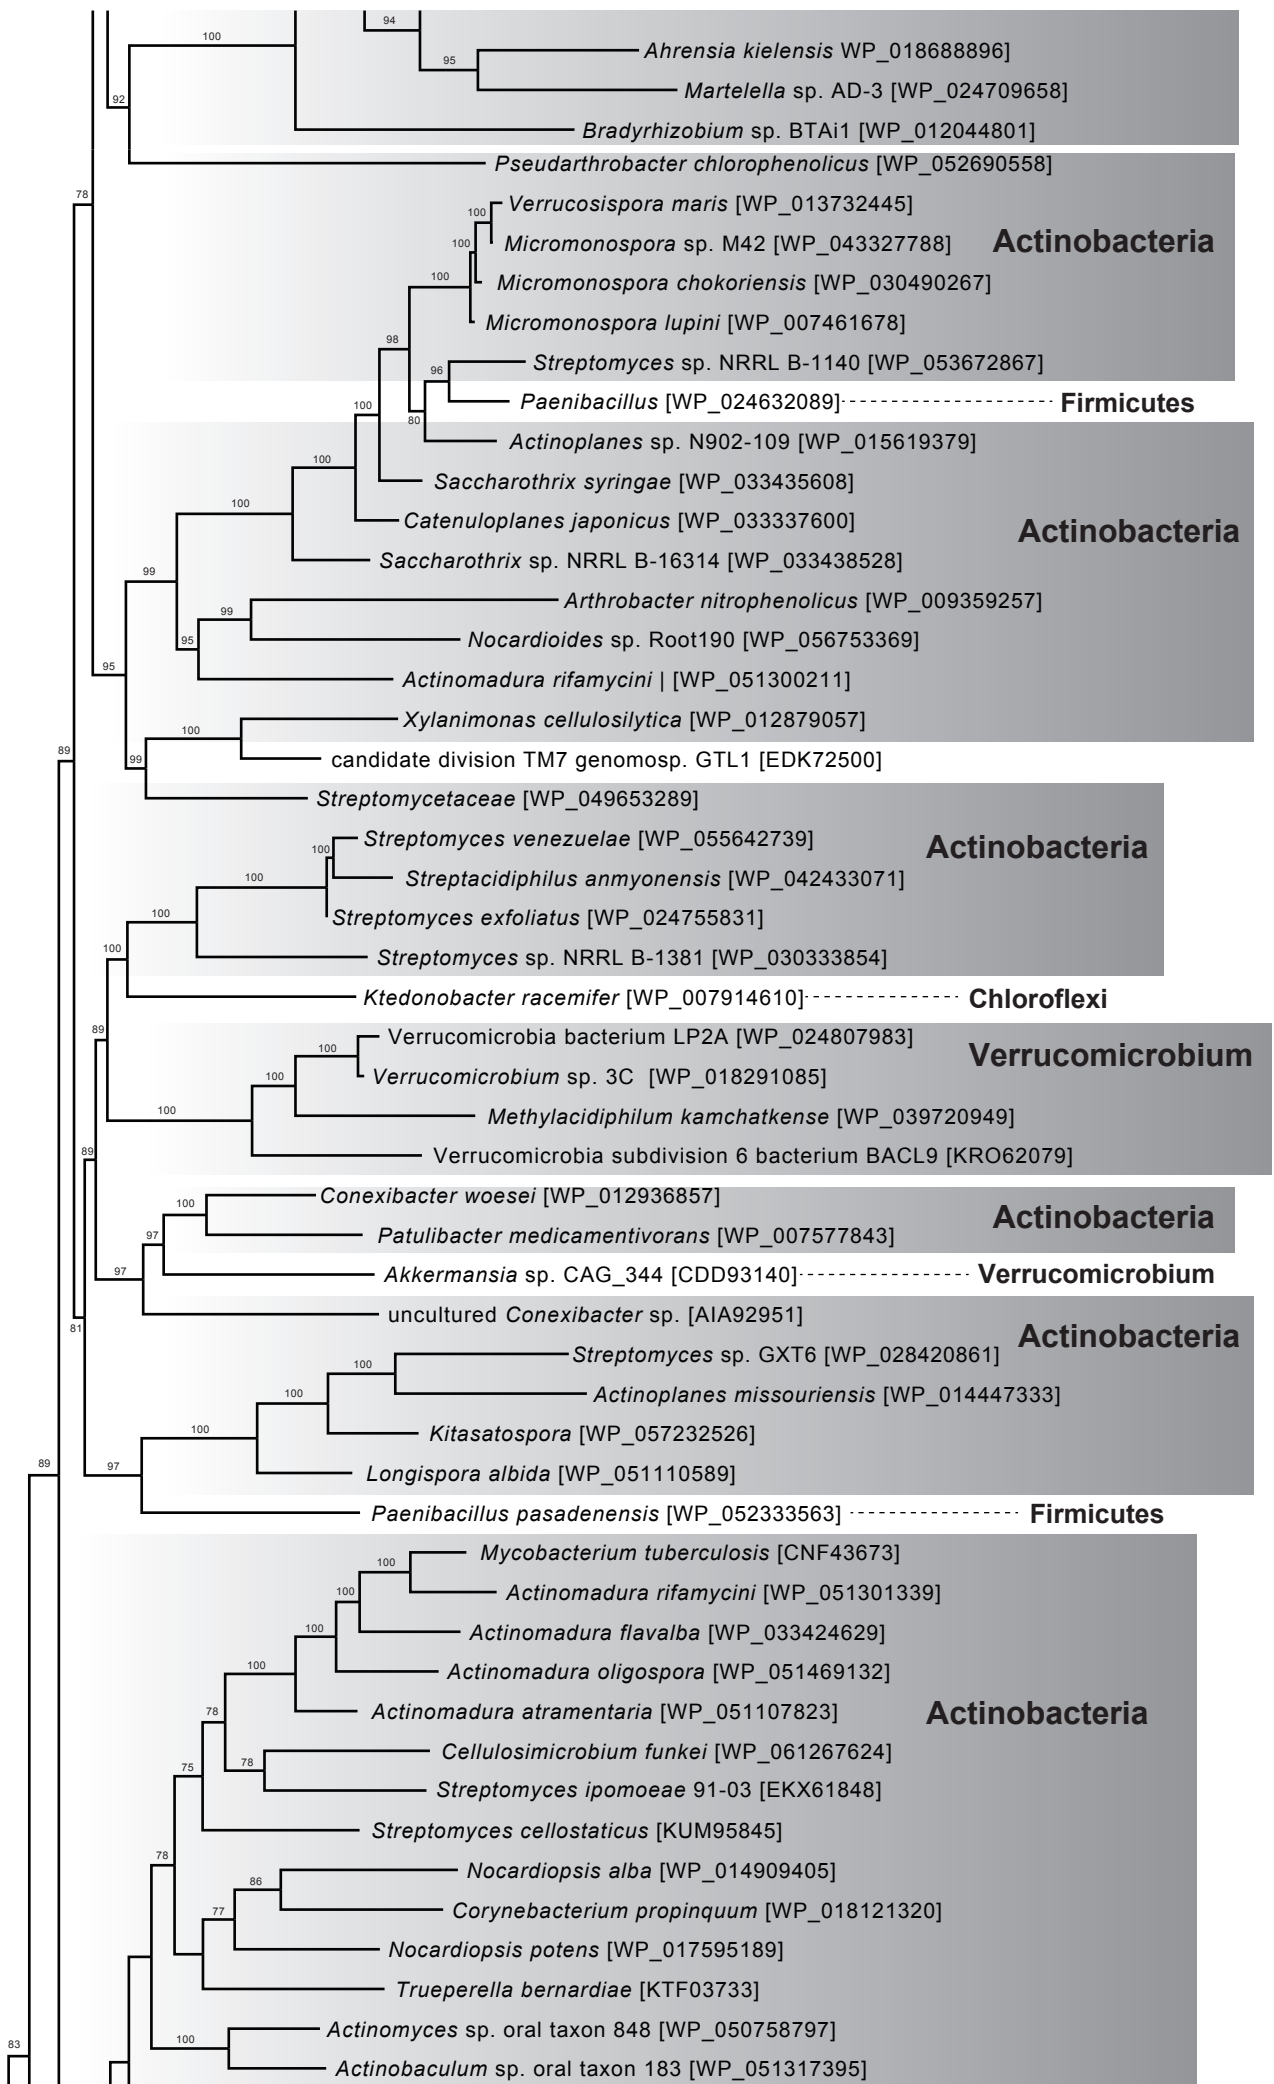 94
100
Ahrensia kielensis WP_018688896]
95
Martelella sp. AD-3 [WP_024709658]
92
Bradyrhizobium sp. BTAi1 [WP_012044801]
Pseudarthrobacter chlorophenolicus [WP_052690558]
78
Verrucosispora maris [WP_013732445]
100
Micromonospora sp. M42 [WP_043327788]
Actinobacteria
100
100
Micromonospora chokoriensis [WP_030490267]
Micromonospora lupini [WP_007461678]
98
Streptomyces sp. NRRL B-1140 [WP_053672867]
96
Paenibacillus [WP_024632089]
Firmicutes
100
80
Actinoplanes sp. N902-109 [WP_015619379]
100
Saccharothrix syringae [WP_033435608]
100
Catenuloplanes japonicus [WP_033337600]
Actinobacteria
Saccharothrix sp. NRRL B-16314 [WP_033438528]
99
Arthrobacter nitrophenolicus [WP_009359257]
99
95
Nocardioides sp. Root190 [WP_056753369]
95
Actinomadura rifamycini | [WP_051300211]
Xylanimonas cellulosilytica [WP_012879057]
100
89
99
candidate division TM7 genomosp. GTL1 [EDK72500]
Streptomycetaceae [WP_049653289]
Streptomyces venezuelae [WP_055642739]
Actinobacteria
100
100
Streptacidiphilus anmyonensis [WP_042433071]
100
Streptomyces exfoliatus [WP_024755831]
100
Streptomyces sp. NRRL B-1381 [WP_030333854]
Ktedonobacter racemifer [WP_007914610]
Chloroflexi
89
Verrucomicrobia bacterium LP2A [WP_024807983]
Verrucomicrobium
100
100
Verrucomicrobium sp. 3C [WP_018291085]
100
Methylacidiphilum kamchatkense [WP_039720949]
89
Verrucomicrobia subdivision 6 bacterium BACL9 [KRO62079]
100
Conexibacter woesei [WP_012936857]
Actinobacteria
97
Patulibacter medicamentivorans [WP_007577843]
97
Akkermansia sp. CAG_344 [CDD93140]
Verrucomicrobium
81
uncultured Conexibacter sp. [AIA92951]
Actinobacteria
Streptomyces sp. GXT6 [WP_028420861]
100
100
Actinoplanes missouriensis [WP_014447333]
100
Kitasatospora [WP_057232526]
89
97
Longispora albida [WP_051110589]
Paenibacillus pasadenensis [WP_052333563]
Firmicutes
Mycobacterium tuberculosis [CNF43673]
100
100
Actinomadura rifamycini [WP_051301339]
100
Actinomadura flavalba [WP_033424629]
100
Actinomadura oligospora [WP_051469132]
78
Actinomadura atramentaria [WP_051107823]
Actinobacteria
78
Cellulosimicrobium funkei [WP_061267624]
75
Streptomyces ipomoeae 91-03 [EKX61848]
Streptomyces cellostaticus [KUM95845]
78
Nocardiopsis alba [WP_014909405]
86
Corynebacterium propinquum [WP_018121320]
77
Nocardiopsis potens [WP_017595189]
Trueperella bernardiae [KTF03733]
Actinomyces sp. oral taxon 848 [WP_050758797]
83
100
Actinobaculum sp. oral taxon 183 [WP_051317395]